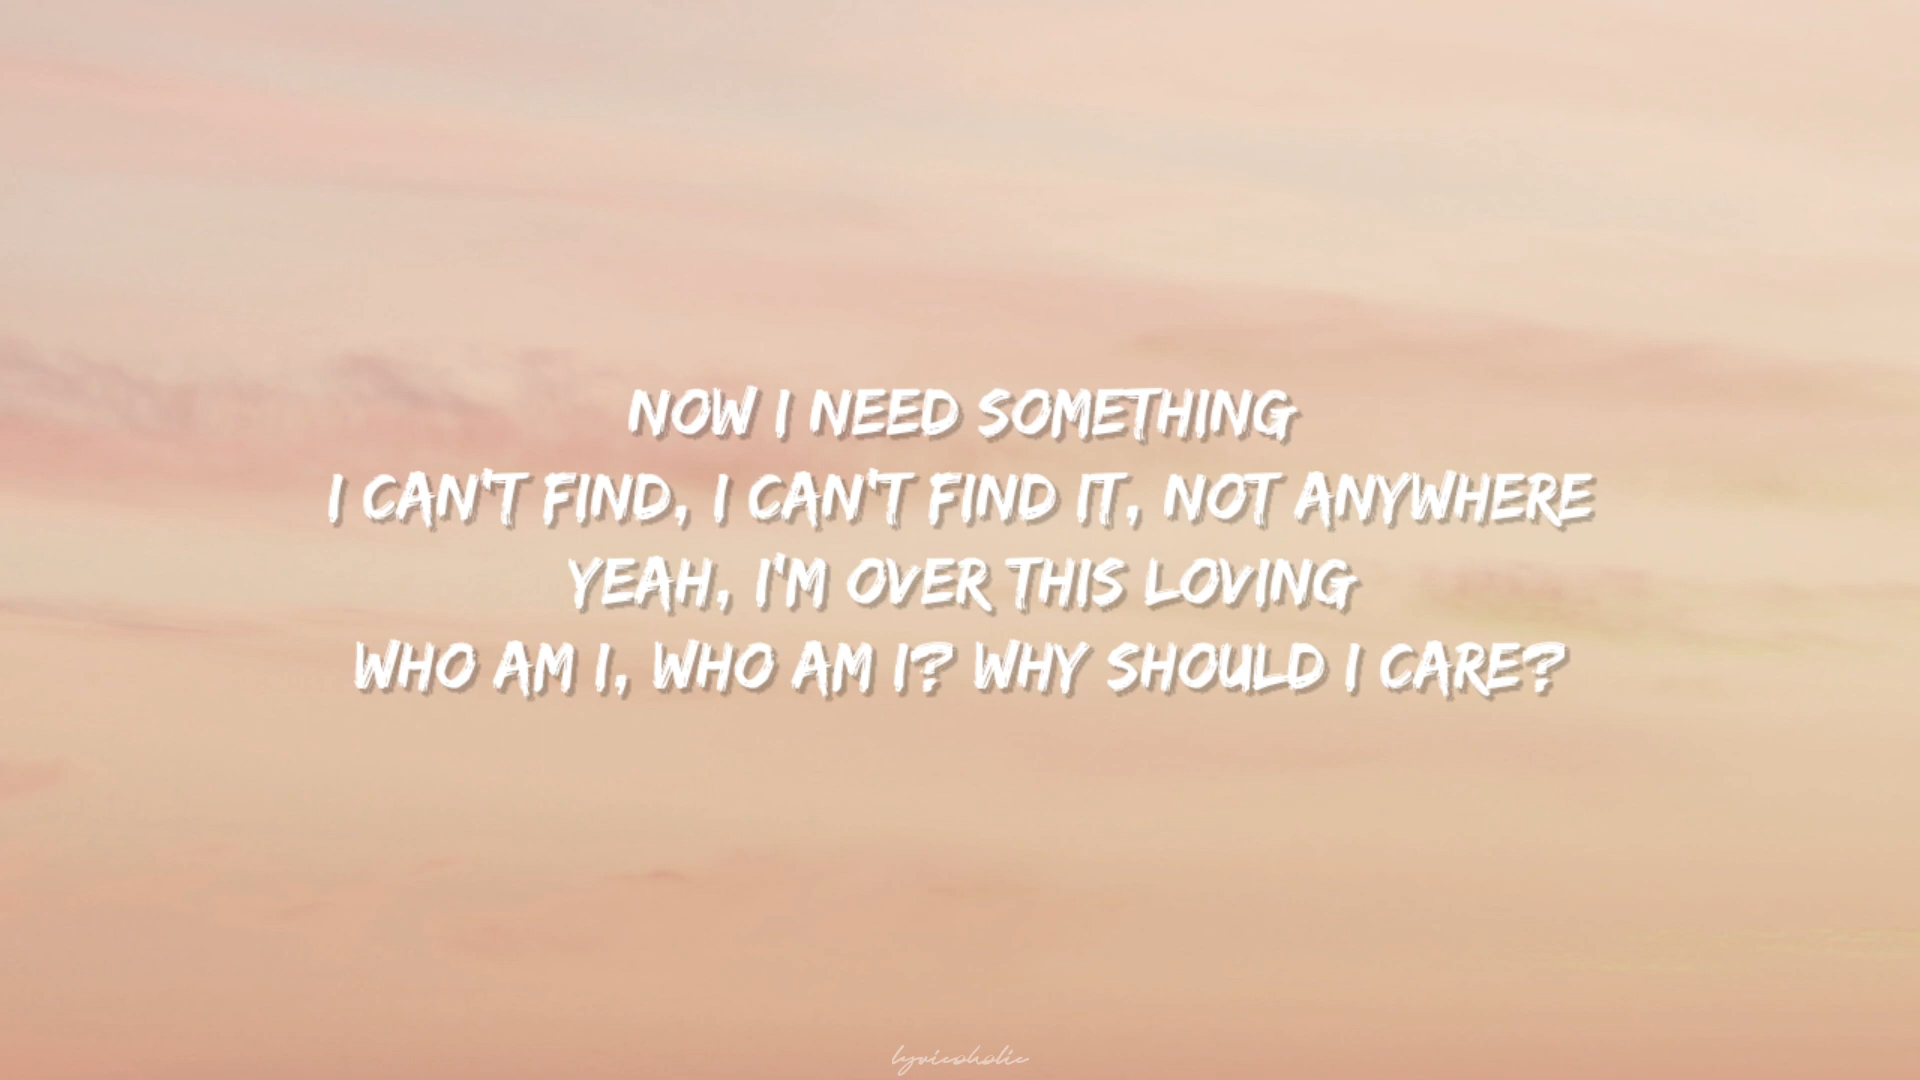 NOW I NEED SOMETHING
I CAN'T FIND, I CAN'T FIND IT, NOT ANYWHERE
YEAH, I'M OVER THIS LOVING
WHO AM I, WHO AM I? WHY SHOULD I CARE?
lyricoholic